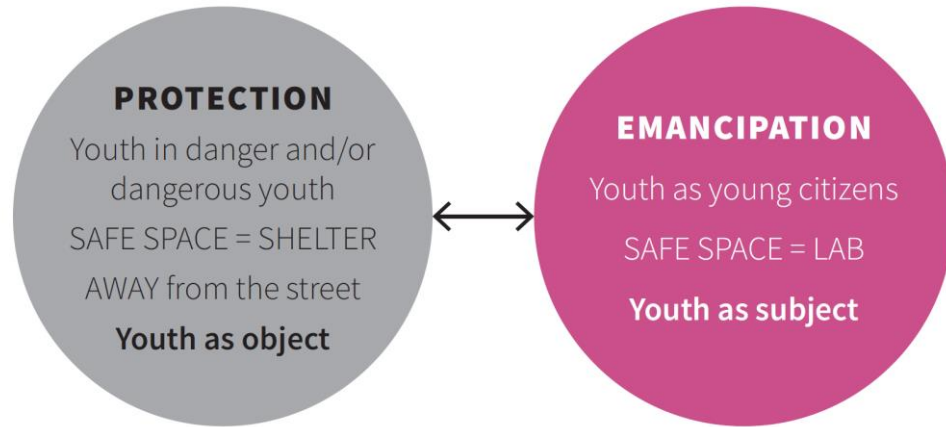 PROTECTION
Youth in danger and/or
dangerous youth
SAFE SPACE = SHELTER
AWAY from the street
Youth as object
EMANCIPATION
Youth as young citizens
SAFE SPACE = LAB
Youth as subject